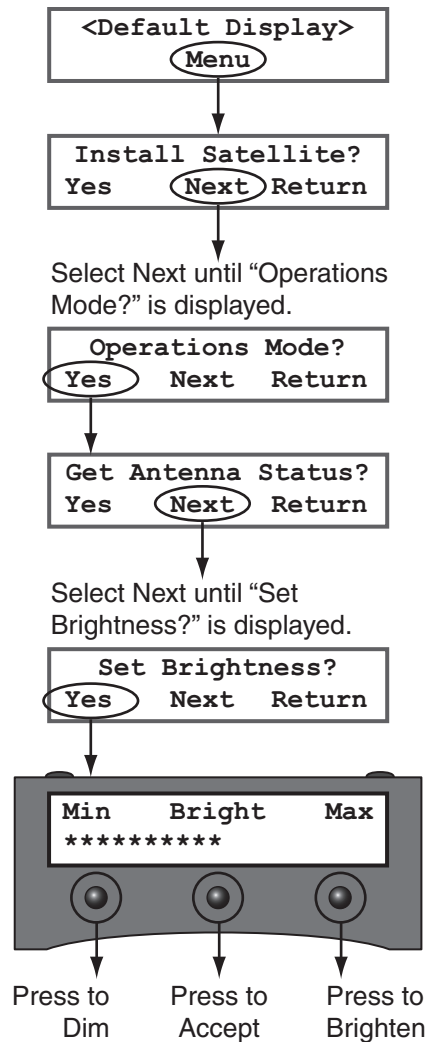 <Default Display>
Menu
Install Satellite?
Yes Next Return
Select Next until “Operations
Mode?” is displayed.
Operations Mode?
Yes Next Return
Get Antenna Status?
Yes Next Return
Select Next until “Set
Brightness?” is displayed.
Set Brightness?
Yes Next Return
Min Bright Max
**********
Press to Press to Press to
Dim Accept Brighten